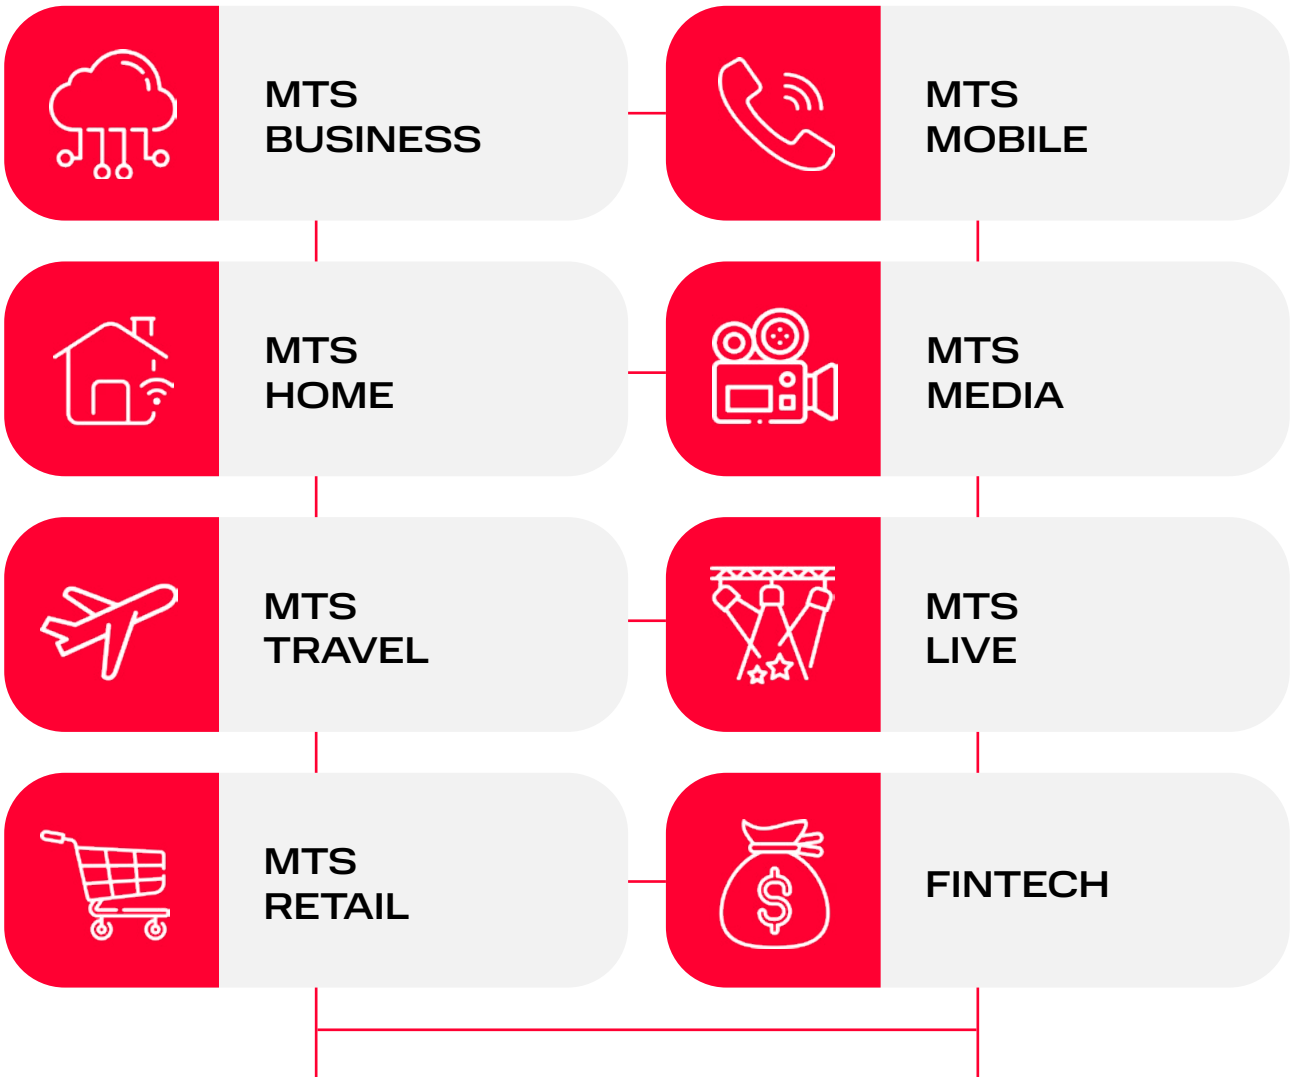 MTS
BUSINESS
MTS
MOBILE
MTS
HOME
MTS
MEDIA
MTS
TRAVEL
MTS
LIVE
MTS
RETAIL
FINTECH
$